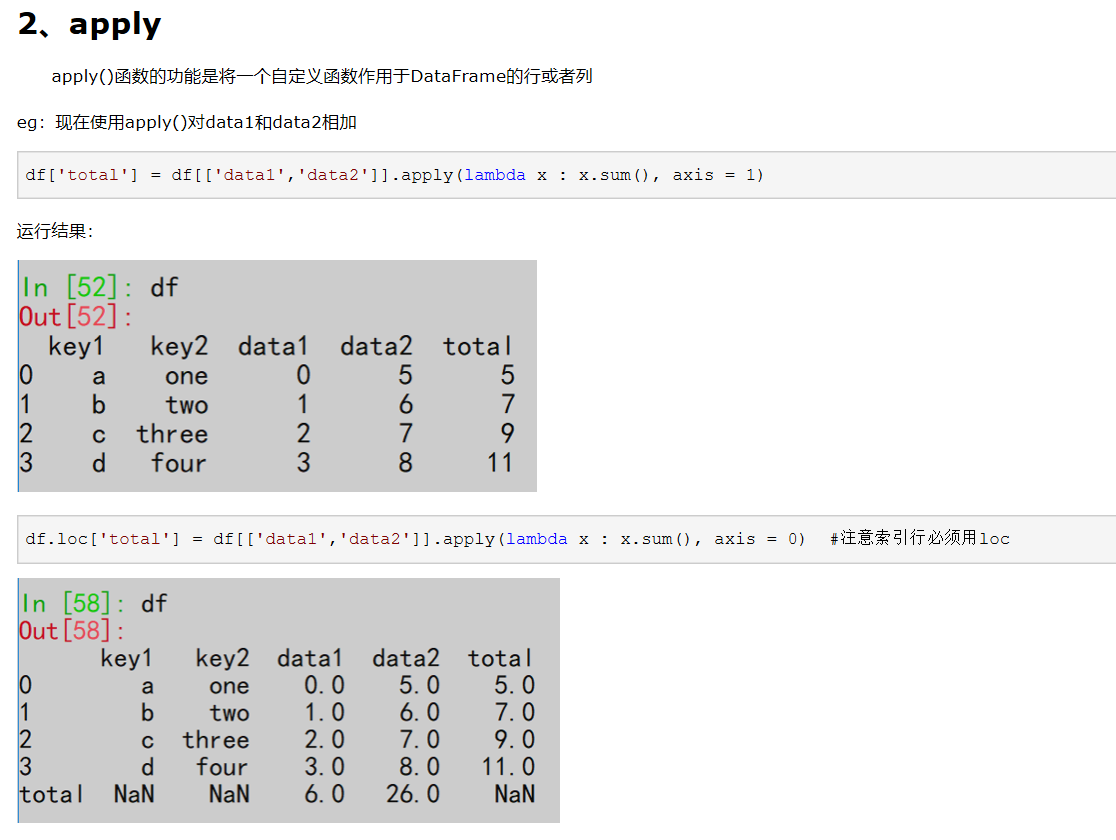 2、apply
apply()函数的功能是将一个自定义函数作用于DataFrame的行或者列
eg：现在使用apply()对data1和data2相加
df['total'] = df[['data1','data2']].apply(lambda x : x.sum(), axis = 1)
运行结果：
In [52]: df
Out[52]:
key1 key2 data1 data2 total
0 a one 0 5 5
1 b two 1 6 7
2 c three 2 7 9
3 d four 3 8 11
df.loc['total'] = df[['data1','data2']].apply(lambda x : x.sum(), axis = 0) #注意索引行必须用loc
In [58]: df
Out[58]:
key1 key2 data1 data2 total
0 a one 0.0 5.0 5.0
1 b two 1.0 6.0 7.0
2 c three 2.0 7.0 9.0
3 d four 3.0 8.0 11.0
total NaN NaN 6.0 26.0 NaN